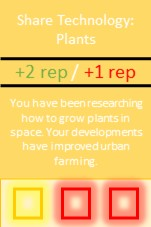 Share Technology:
Plants
+2 rep / +1 rep
You have been researching
how to grow plants in
space. Your developments
have improved urban
farming.